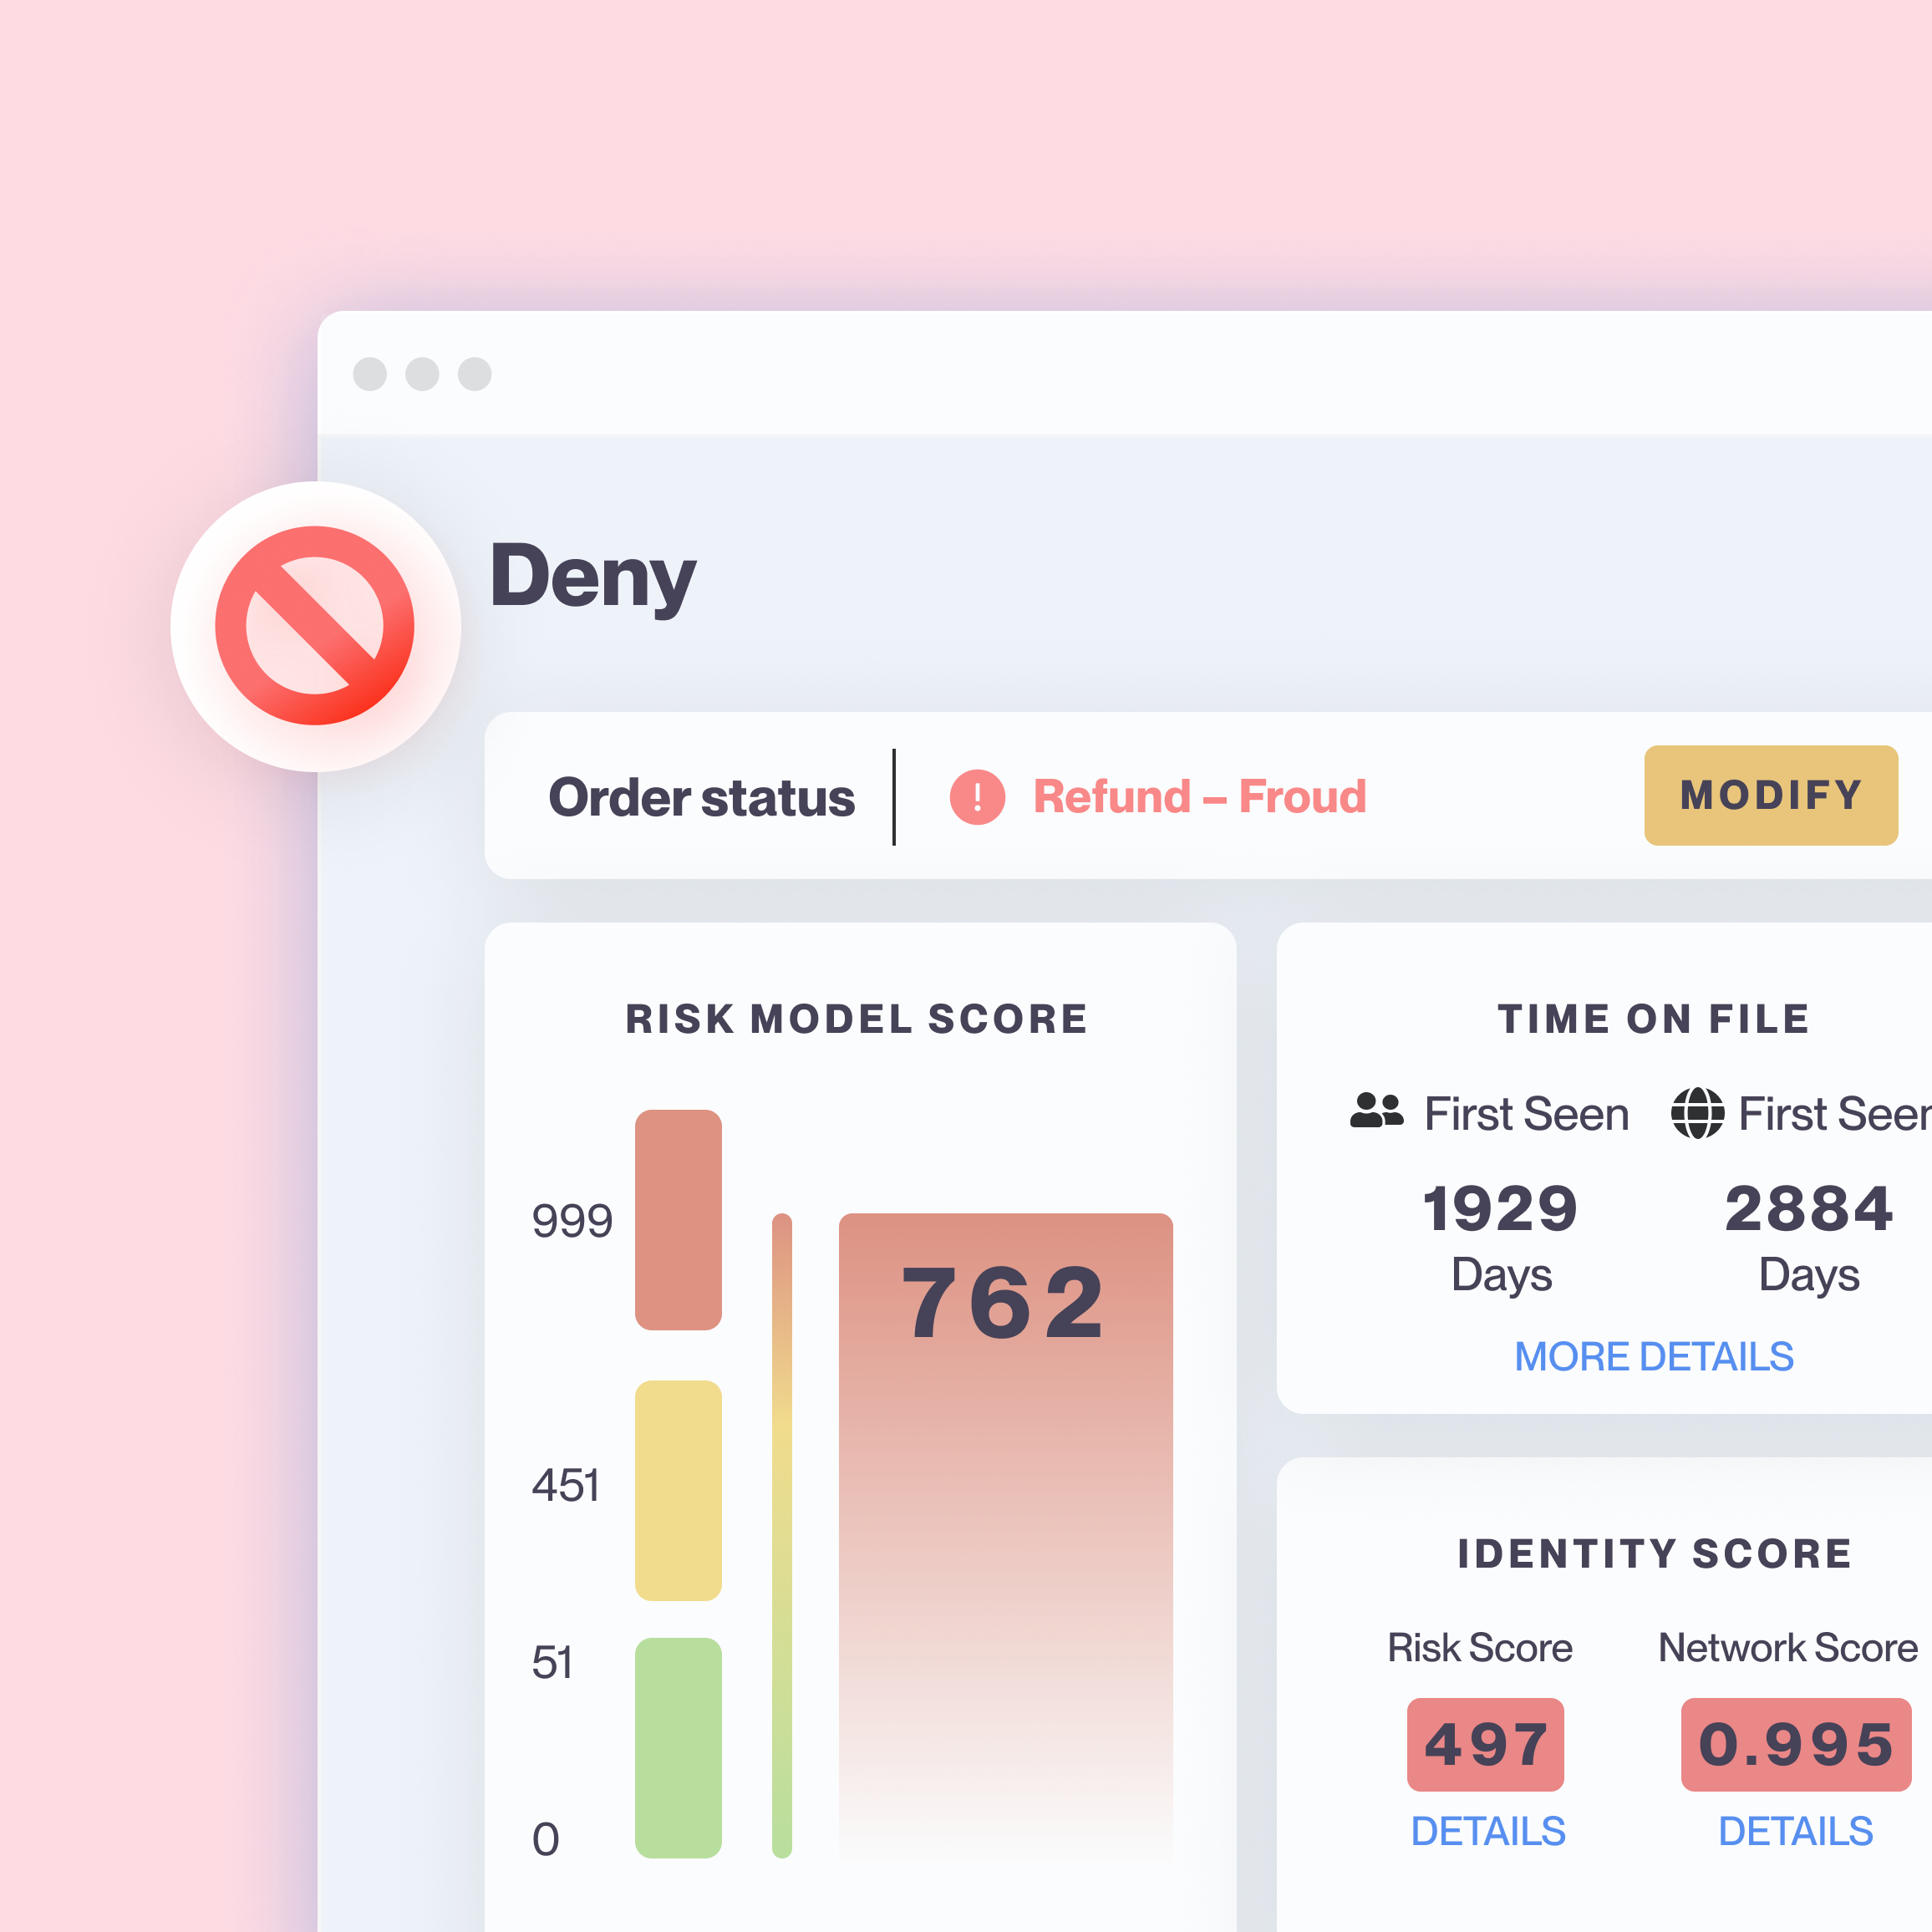 Deny
Order status
Refund – Froud
MODIFY
RISK MODEL SCORE
999
451
51
0
762
TIME ON FILE
First Seen First Seen
1929 2884
Days Days
MORE DETAILS
IDENTITY SCORE
Risk Score Network Score
497 0.995
DETAILS DETAILS